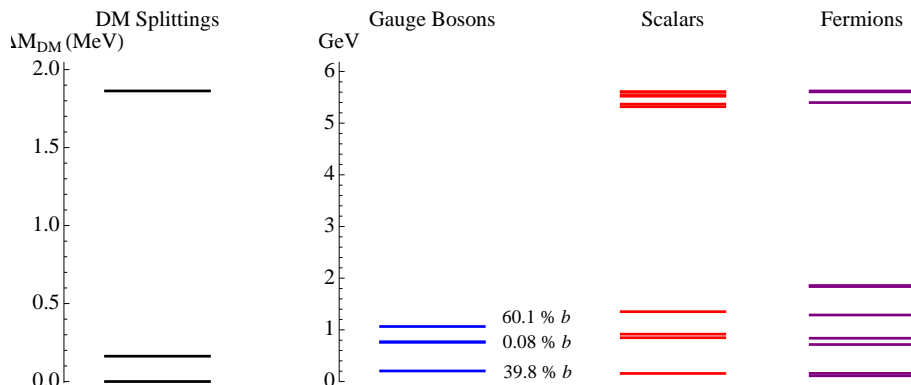 DM Splittings Gauge Bosons Scalars Fermions
ΛM_DM (MeV) GeV
2.0
1.5
1.0
0.5
0.0
6
5
4
3
2
1
0
60.1 % b
0.08 % b
39.8 % b